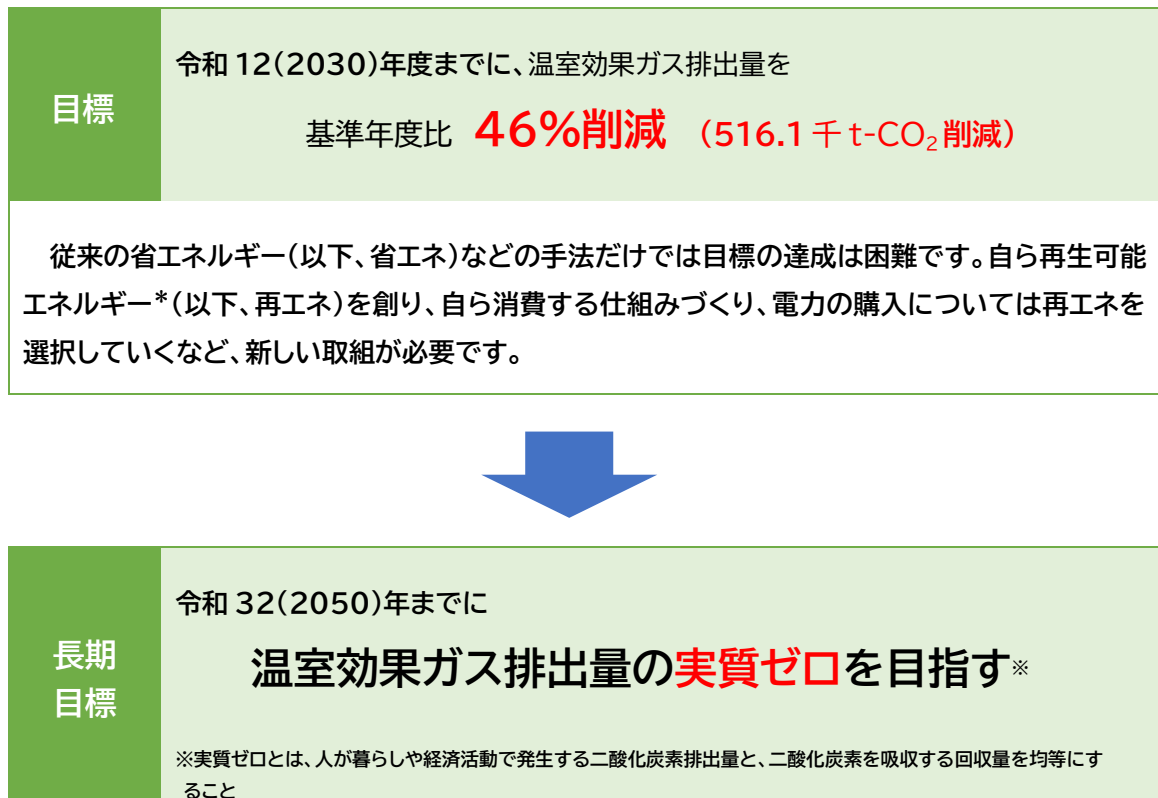 目標
令和12(2030)年度までに、温室効果ガス排出量を
基準年度比 46%削減 (516.1千t-CO₂削減)
従来の省エネルギー(以下、省エネ)などの手法だけでは目標の達成は困難です。自ら再生可能
エネルギー*(以下、再エネ)を創り、自ら消費する仕組みづくり、電力の購入については再エネを
選択していくなど、新しい取組が必要です。
長期
目標
令和32(2050)年までに
温室効果ガス排出量の実質ゼロを目指す※
※実質ゼロとは、人が暮らしや経済活動で発生する二酸化炭素排出量と、二酸化炭素を吸収する回収量を均等にす
ること